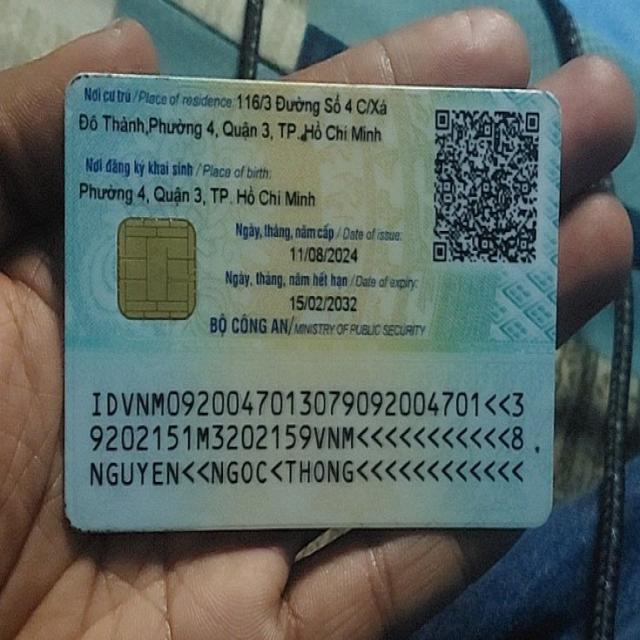 Nơi cư trú / Place of residence: 116/3 Đường Số 4 C/Xá
Đô Thành,Phường 4, Quận 3, TP. Hồ Chí Minh
Nơi đăng ký khai sinh / Place of birth:
Phường 4, Quận 3, TP. Hồ Chí Minh
Ngày, tháng, năm cấp / Date of issue:
11/08/2024
Ngày, tháng, năm hết hạn / Date of expiry:
15/02/2032
BỘ CÔNG AN/MINISTRY OF PUBLIC SECURITY
IDVNM0920047013079092004701<<3
9202151M3202159VNM<<<<<<<<<<<8
NGUYEN<<NGOC<THONG<<<<<<<<<<<<